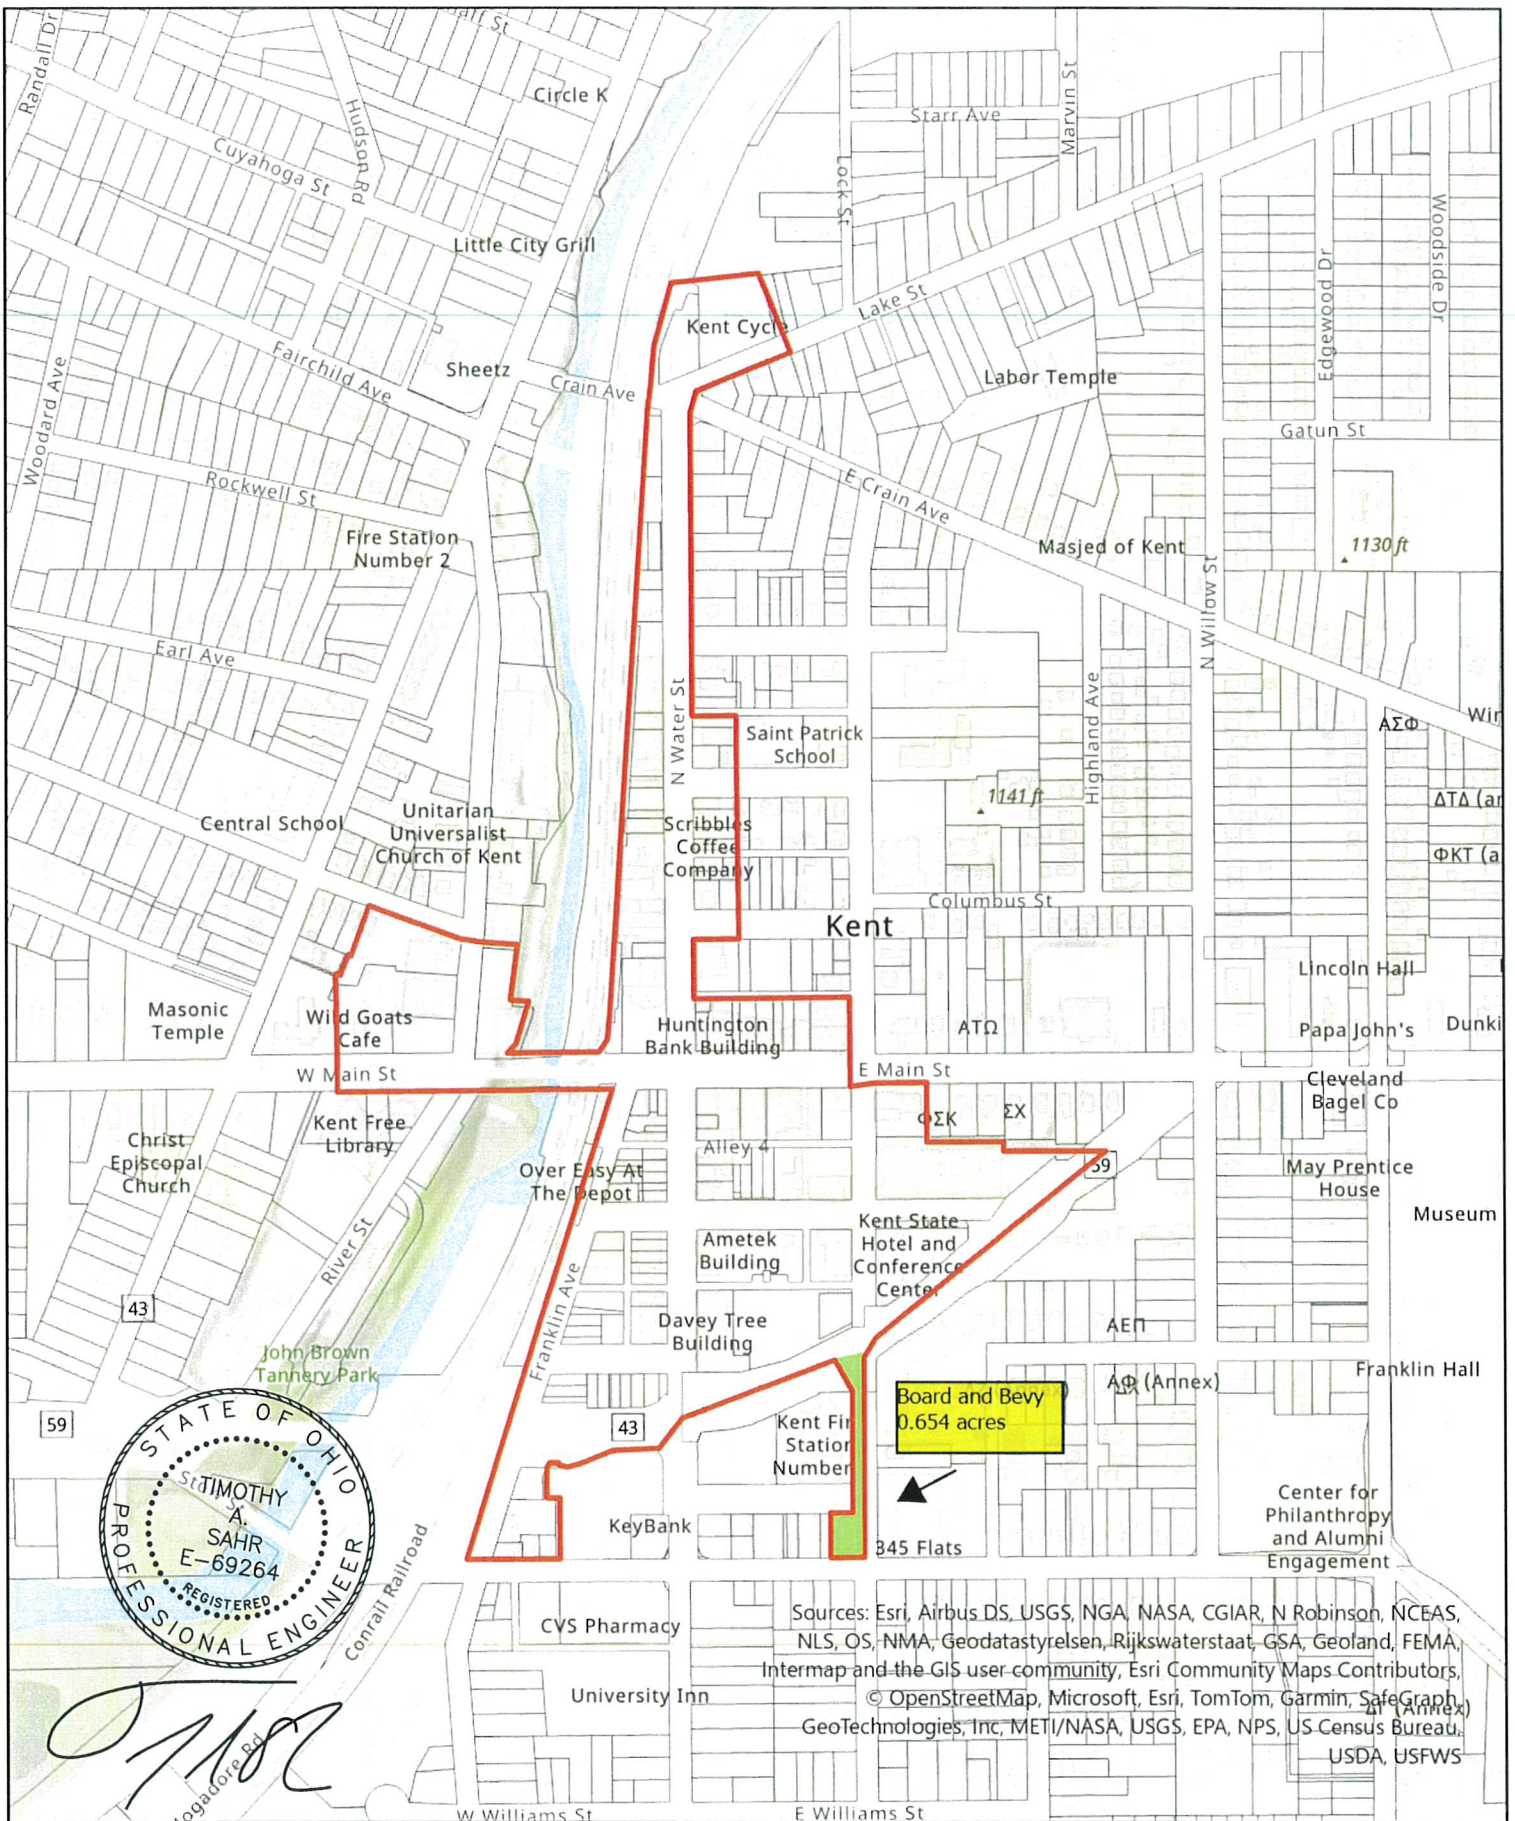 Randall Dr
Hudson Rd
Circle K
Cuyahoga St
Little City Grill
Starr Ave
Marvin St
Lock St
Woodside Dr
Edgewood Dr
Lake St
Kent Cycle
Woodard Ave
Fairchild Ave
Sheetz
Crain Ave
Labor Temple
Gatun St
Rockwell St
E Crain Ave
Fire Station
Number 2
Masjed of Kent
1130 ft
N Willow St
Earl Ave
N Water St
Highland Ave
Saint Patrick
School
ΑΣΦ
Win
1141 ft
ΔΤΔ (an
ΦΚΤ (a
Central School
Unitarian
Universalist
Church of Kent
Scribbles
Coffee
Company
Columbus St
Kent
Lincoln Hall
Masonic
Temple
Wild Goats
Cafe
Huntington
Bank Building
ΑΤΩ
Papa John's
Dunki
W Main St
E Main St
Cleveland
Bagel Co
Kent Free
Library
ΦΣΚ
ΣΧ
Christ
Episcopal
Church
Alley 4
Over Easy At
The Depot
59
May Prentice
House
Museum
River St
Ametek
Building
Kent State
Hotel and
Conference
Center
43
Franklin Ave
Davey Tree
Building
ΑΕΠ
John Brown
Tannery Park
Franklin Hall
ΑΦ (Annex)
Board and Bevy
0.654 acres
59
43
Kent Fir
Station
Number
STATE OF OHIO
TIMOTHY
A.
SAHR
E-69264
REGISTERED
PROFESSIONAL ENGINEER
KeyBank
345 Flats
Center for
Philanthropy
and Alumni
Engagement
Conrail Railroad
CVS Pharmacy
University Inn
Sources: Esri, Airbus DS, USGS, NGA, NASA, CGIAR, N Robinson, NCEAS,
NLS, OS, NMA, Geodatastyrelsen, Rijkswaterstaat, GSA, Geoland, FEMA,
Intermap and the GIS user community, Esri Community Maps Contributors,
© OpenStreetMap, Microsoft, Esri, TomTom, Garmin, SafeGraph,
GeoTechnologies, Inc, METI/NASA, USGS, EPA, NPS, US Census Bureau,
USDA, USFWS
ΔΓ (Annex)
ogadore Rd
W Williams St
E Williams St